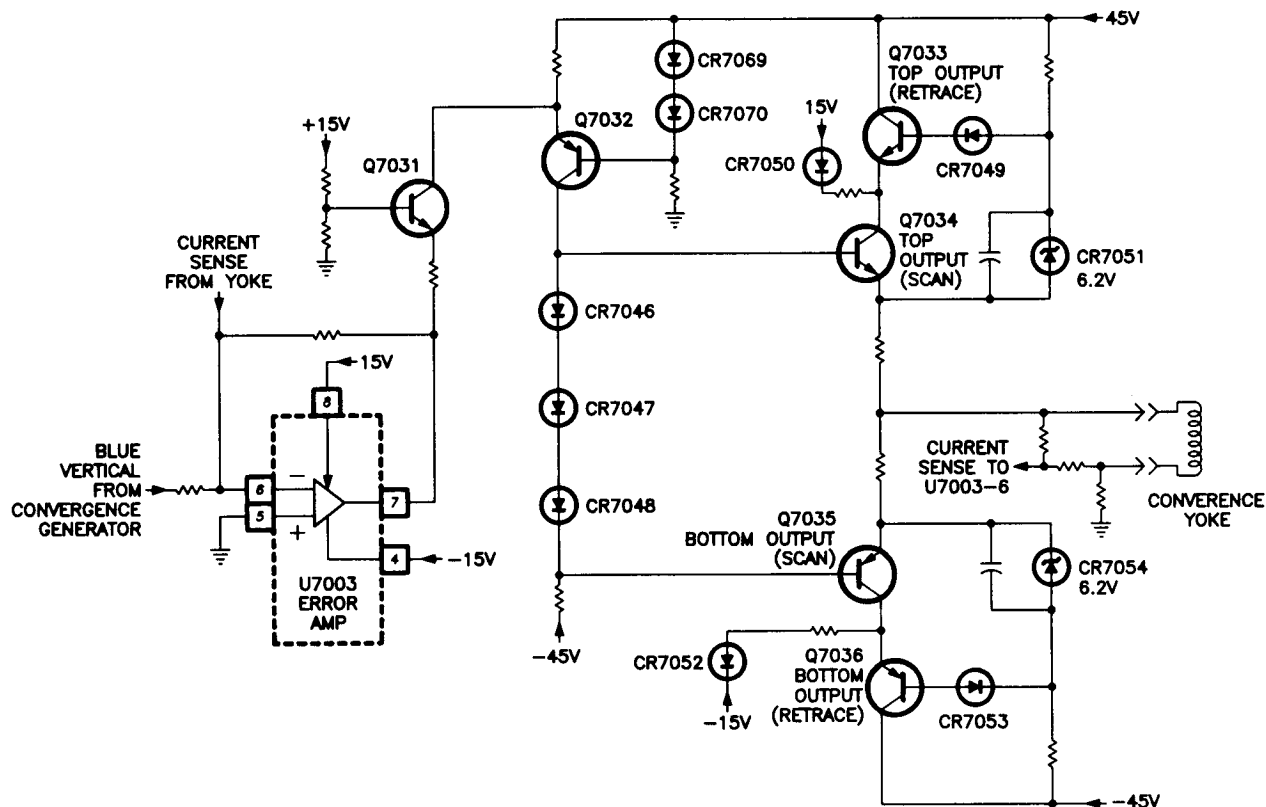 45V
Q7033
TOP OUTPUT
(RETRACE)
CR7069
CR7070
Q7032
15V
CR7050
CR7049
+15V
Q7031
Q7034
TOP
OUTPUT
(SCAN)
CR7051
6.2V
CURRENT
SENSE
FROM YOKE
CR7046
15V
8
CR7047
CURRENT
SENSE TO
U7003-6
CONVERENCE
YOKE
BLUE
VERTICAL
FROM
CONVERGENCE
GENERATOR
6
5
−
+
7
4
−15V
U7003
ERROR
AMP
CR7048
Q7035
BOTTOM OUTPUT
(SCAN)
CR7054
6.2V
−45V
CR7052
−15V
Q7036
BOTTOM
OUTPUT
(RETRACE)
CR7053
−45V